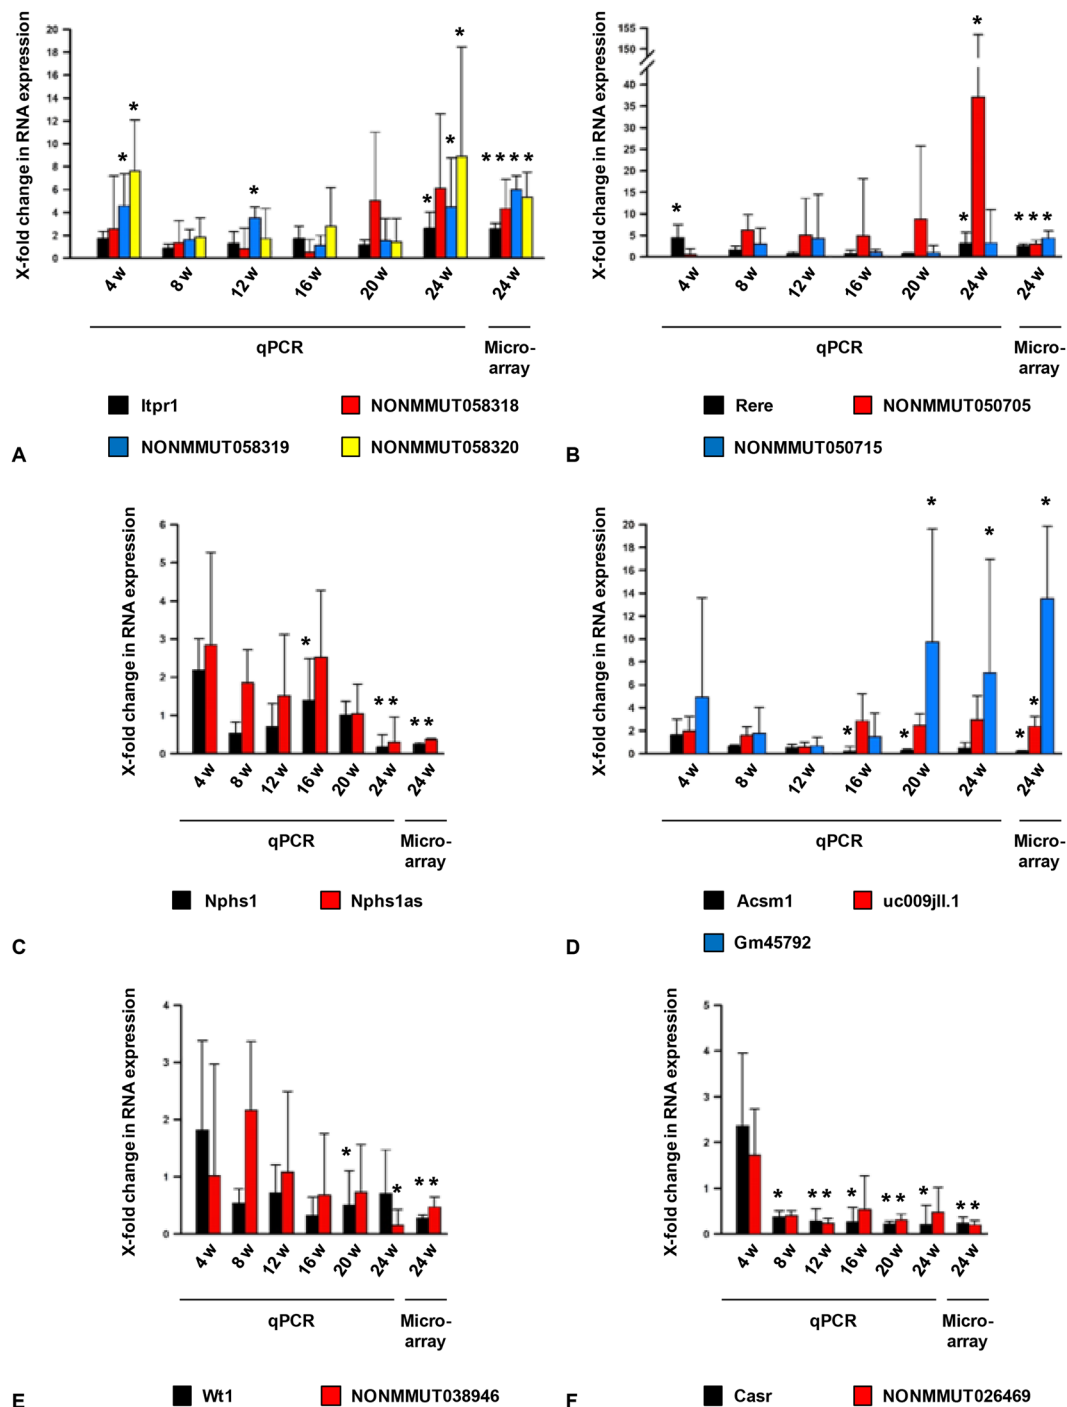 X-fold change in RNA expression
20
18
16
14
12
10
8
6
4
2
0
* * * * * * * * * *
4 w
8 w
12 w
16 w
20 w
24 w
24 w
qPCR
Micro-
array
Itpr1
NONMMUT058318
NONMMUT058319
NONMMUT058320
A
X-fold change in RNA expression
155
150
40
35
30
25
20
15
10
5
0
* * * * * *
4 w
8 w
12 w
16 w
20 w
24 w
24 w
qPCR
Micro-
array
Rere
NONMMUT050705
NONMMUT050715
B
X-fold change in RNA expression
6
5
4
3
2
1
0
* * * * *
4 w
8 w
12 w
16 w
20 w
24 w
24 w
qPCR
Micro-
array
Nphs1
Nphs1as
C
X-fold change in RNA expression
20
18
16
14
12
10
8
6
4
2
0
* * * * * * *
4 w
8 w
12 w
16 w
20 w
24 w
24 w
qPCR
Micro-
array
Acsm1
uc009jll.1
Gm45792
D
X-fold change in RNA expression
4
3
2
1
0
* * * *
4 w
8 w
12 w
16 w
20 w
24 w
24 w
qPCR
Micro-
array
Wt1
NONMMUT038946
E
X-fold change in RNA expression
5
4
3
2
1
0
* * * * * * * * *
4 w
8 w
12 w
16 w
20 w
24 w
24 w
qPCR
Micro-
array
Casr
NONMMUT026469
F